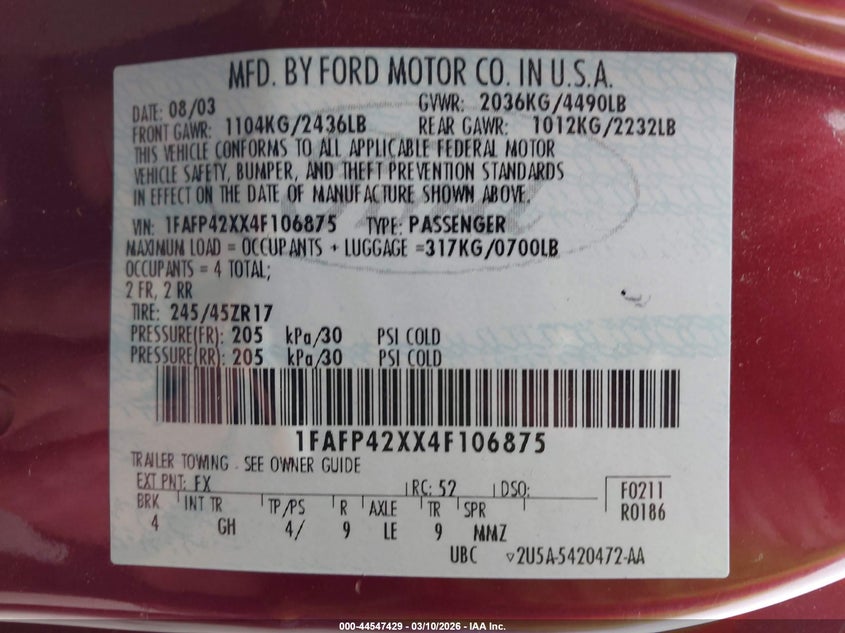 MFD. BY FORD MOTOR CO. IN U.S.A.
DATE: 08/03 GVWR: 2036KG/4490LB
FRONT GAWR: 1104KG/2436LB REAR GAWR: 1012KG/2232LB
THIS VEHICLE CONFORMS TO ALL APPLICABLE FEDERAL MOTOR
VEHICLE SAFETY, BUMPER, AND THEFT PREVENTION STANDARDS
IN EFFECT ON THE DATE OF MANUFACTURE SHOWN ABOVE.
VIN: 1FAFP42XX4F106875 TYPE: PASSENGER
MAXIMUM LOAD = OCCUPANTS + LUGGAGE =317KG/0700LB
OCCUPANTS = 4 TOTAL;
2 FR, 2 RR
TIRE: 245/45ZR17
PRESSURE(FR): 205 kPa/30 PSI COLD
PRESSURE(RR): 205 kPa/30 PSI COLD
1FAFP42XX4F106875
TRAILER TOWING - SEE OWNER GUIDE
EXT PNT: FX RC: 52 DSO: F0211
BRK INT TR TP/PS R AXLE TR SPR R0186
4 GH 4/ 9 LE 9 MMZ
UBC ▽2U5A-5420472-AA
000-44547429 - 03/10/2026 - IAA Inc.